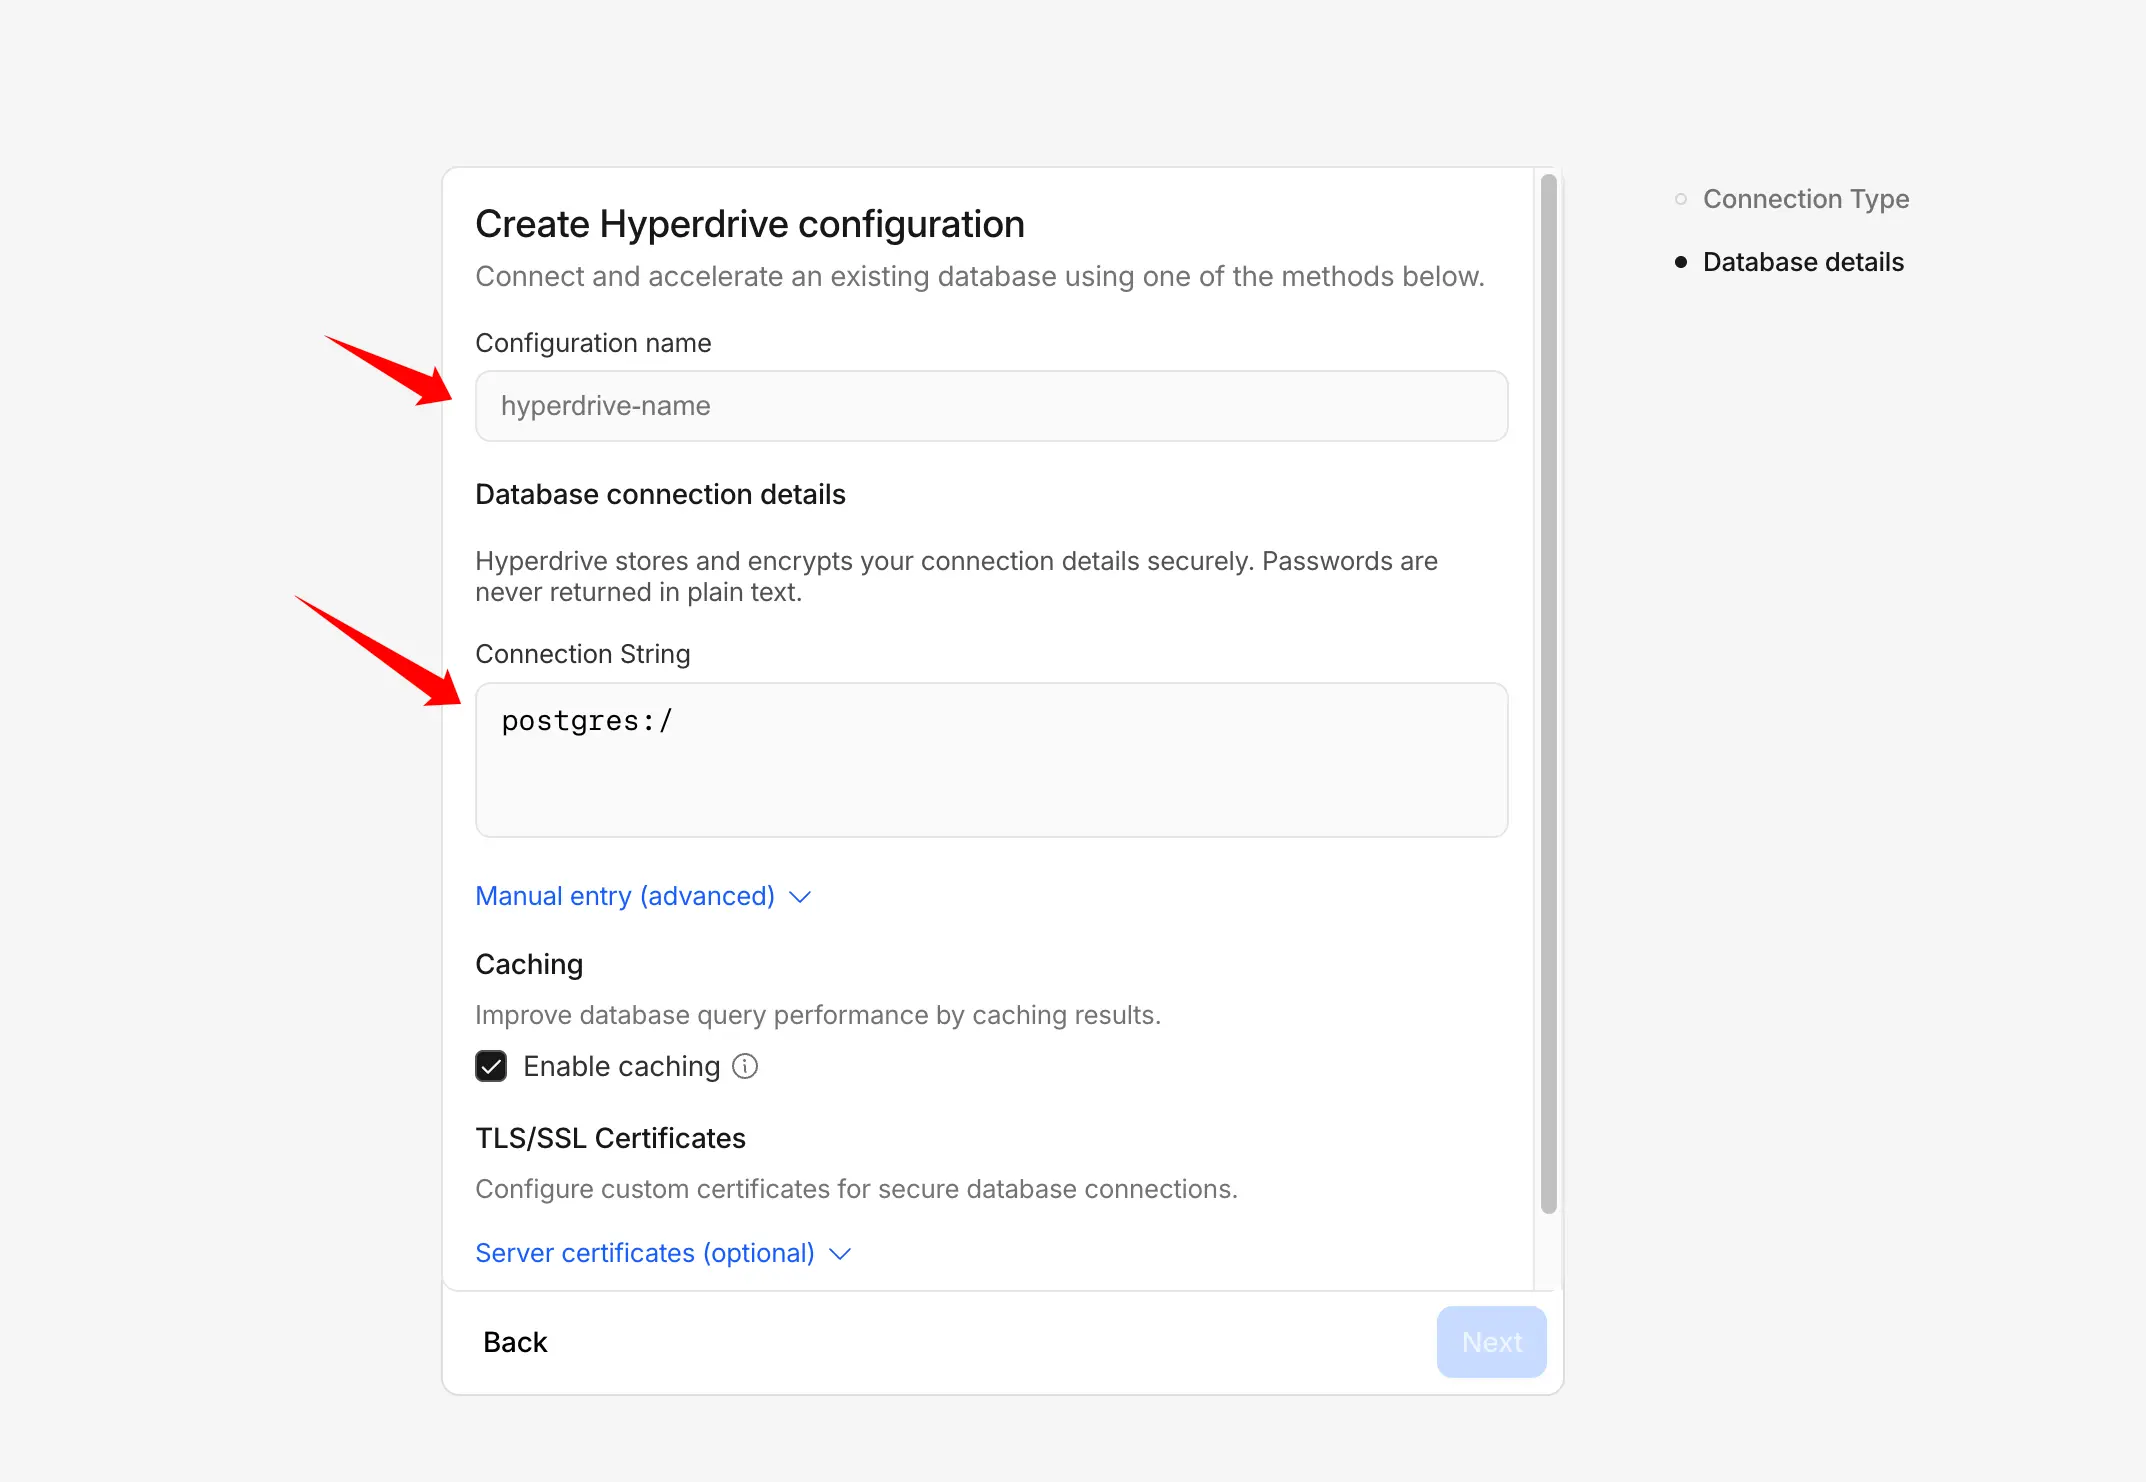 Create Hyperdrive configuration
Connect and accelerate an existing database using one of the methods below.
Configuration name
hyperdrive-name
Database connection details
Hyperdrive stores and encrypts your connection details securely. Passwords are
never returned in plain text.
Connection String
postgres:/
Manual entry (advanced)
Caching
Improve database query performance by caching results.
Enable caching
TLS/SSL Certificates
Configure custom certificates for secure database connections.
Server certificates (optional)
Back
Next
Connection Type
Database details